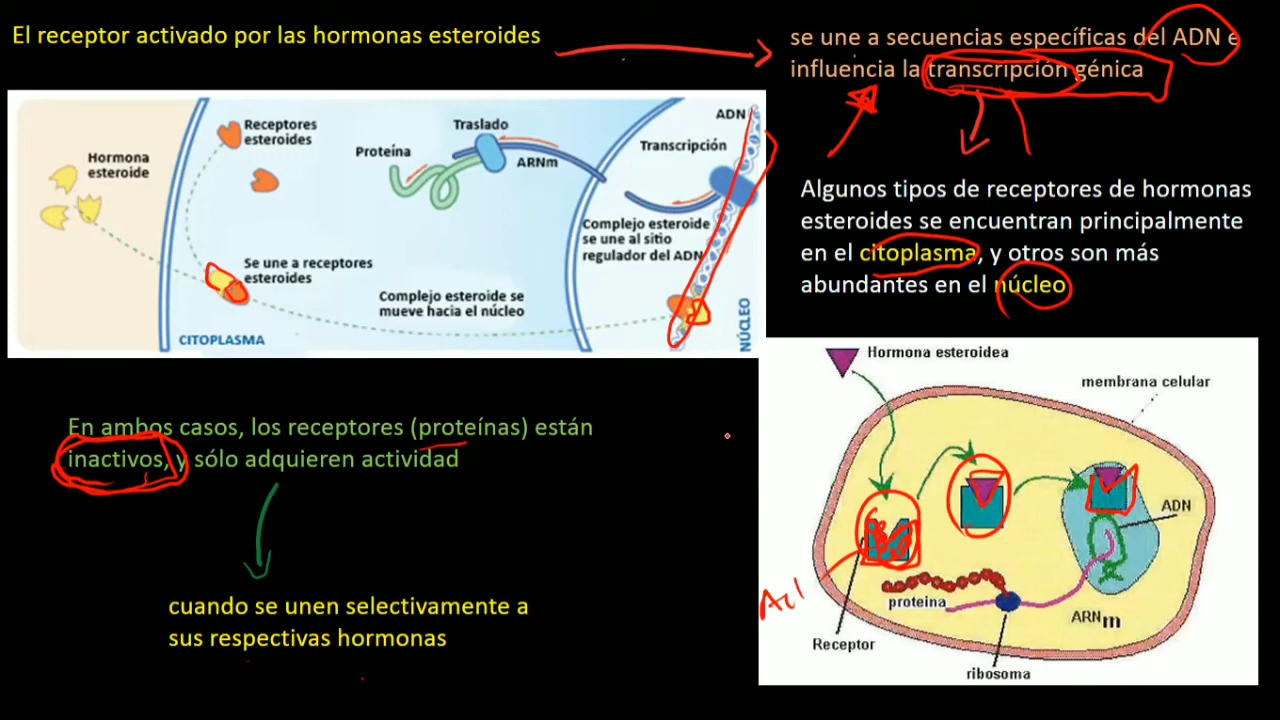 El receptor activado por las hormonas esteroides
se une a secuencias específicas del ADN e
influencia la transcripción génica
Hormona
esteroide
Receptores
esteroides
Proteína
Traslado
ARNm
ADN
Transcripción
Complejo esteroide
se une al sitio
regulador del ADN
Se une a receptores
esteroides
Complejo esteroide se
mueve hacia el núcleo
CITOPLASMA
NÚCLEO
Algunos tipos de receptores de hormonas
esteroides se encuentran principalmente
en el citoplasma, y otros son más
abundantes en el núcleo
En ambos casos, los receptores (proteínas) están
inactivos, y sólo adquieren actividad
cuando se unen selectivamente a
sus respectivas hormonas
Hormona esteroidea
membrana celular
ADN
proteina
ARNm
Receptor
ribosoma